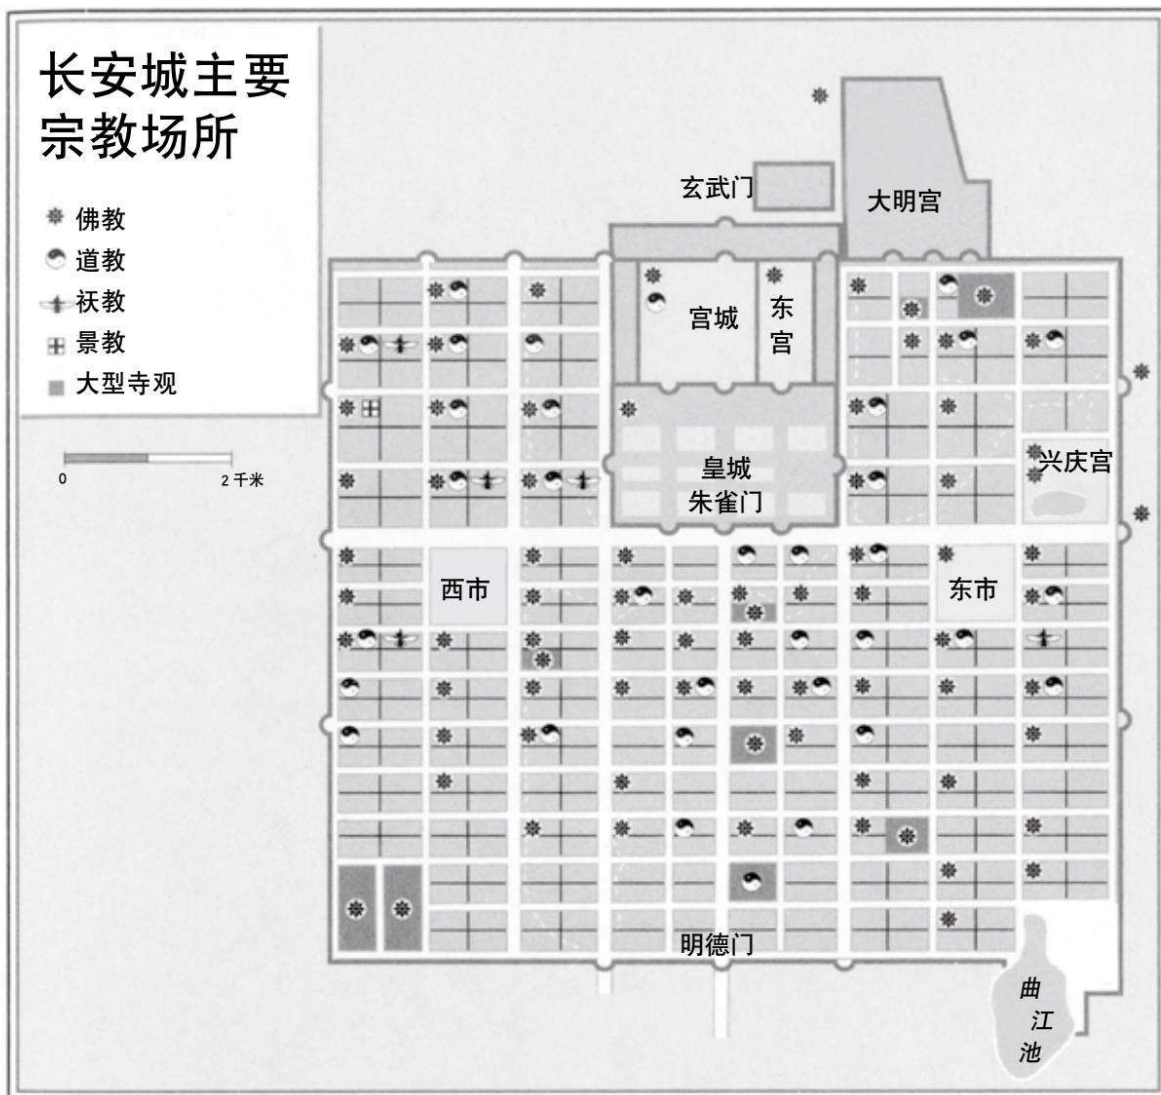 长安城主要
宗教场所
佛教
道教
祆教
景教
大型寺观
0
2 千米
玄武门
大明宫
宫城
东
宫
皇城
朱雀门
兴庆宫
西市
东市
明德门
曲
江
池